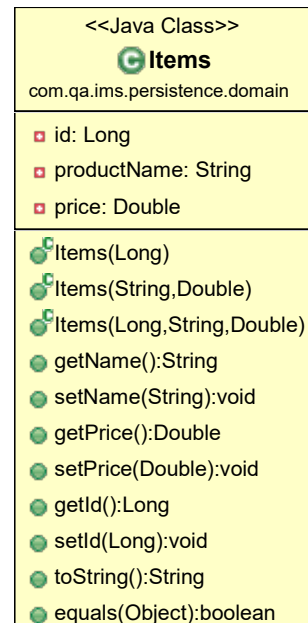 <<Java Class>>
C Items
com.qa.ims.persistence.domain
id: Long
productName: String
price: Double
C Items(Long)
C Items(String,Double)
C Items(Long,String,Double)
getName():String
setName(String):void
getPrice():Double
setPrice(Double):void
getId():Long
setId(Long):void
toString():String
equals(Object):boolean